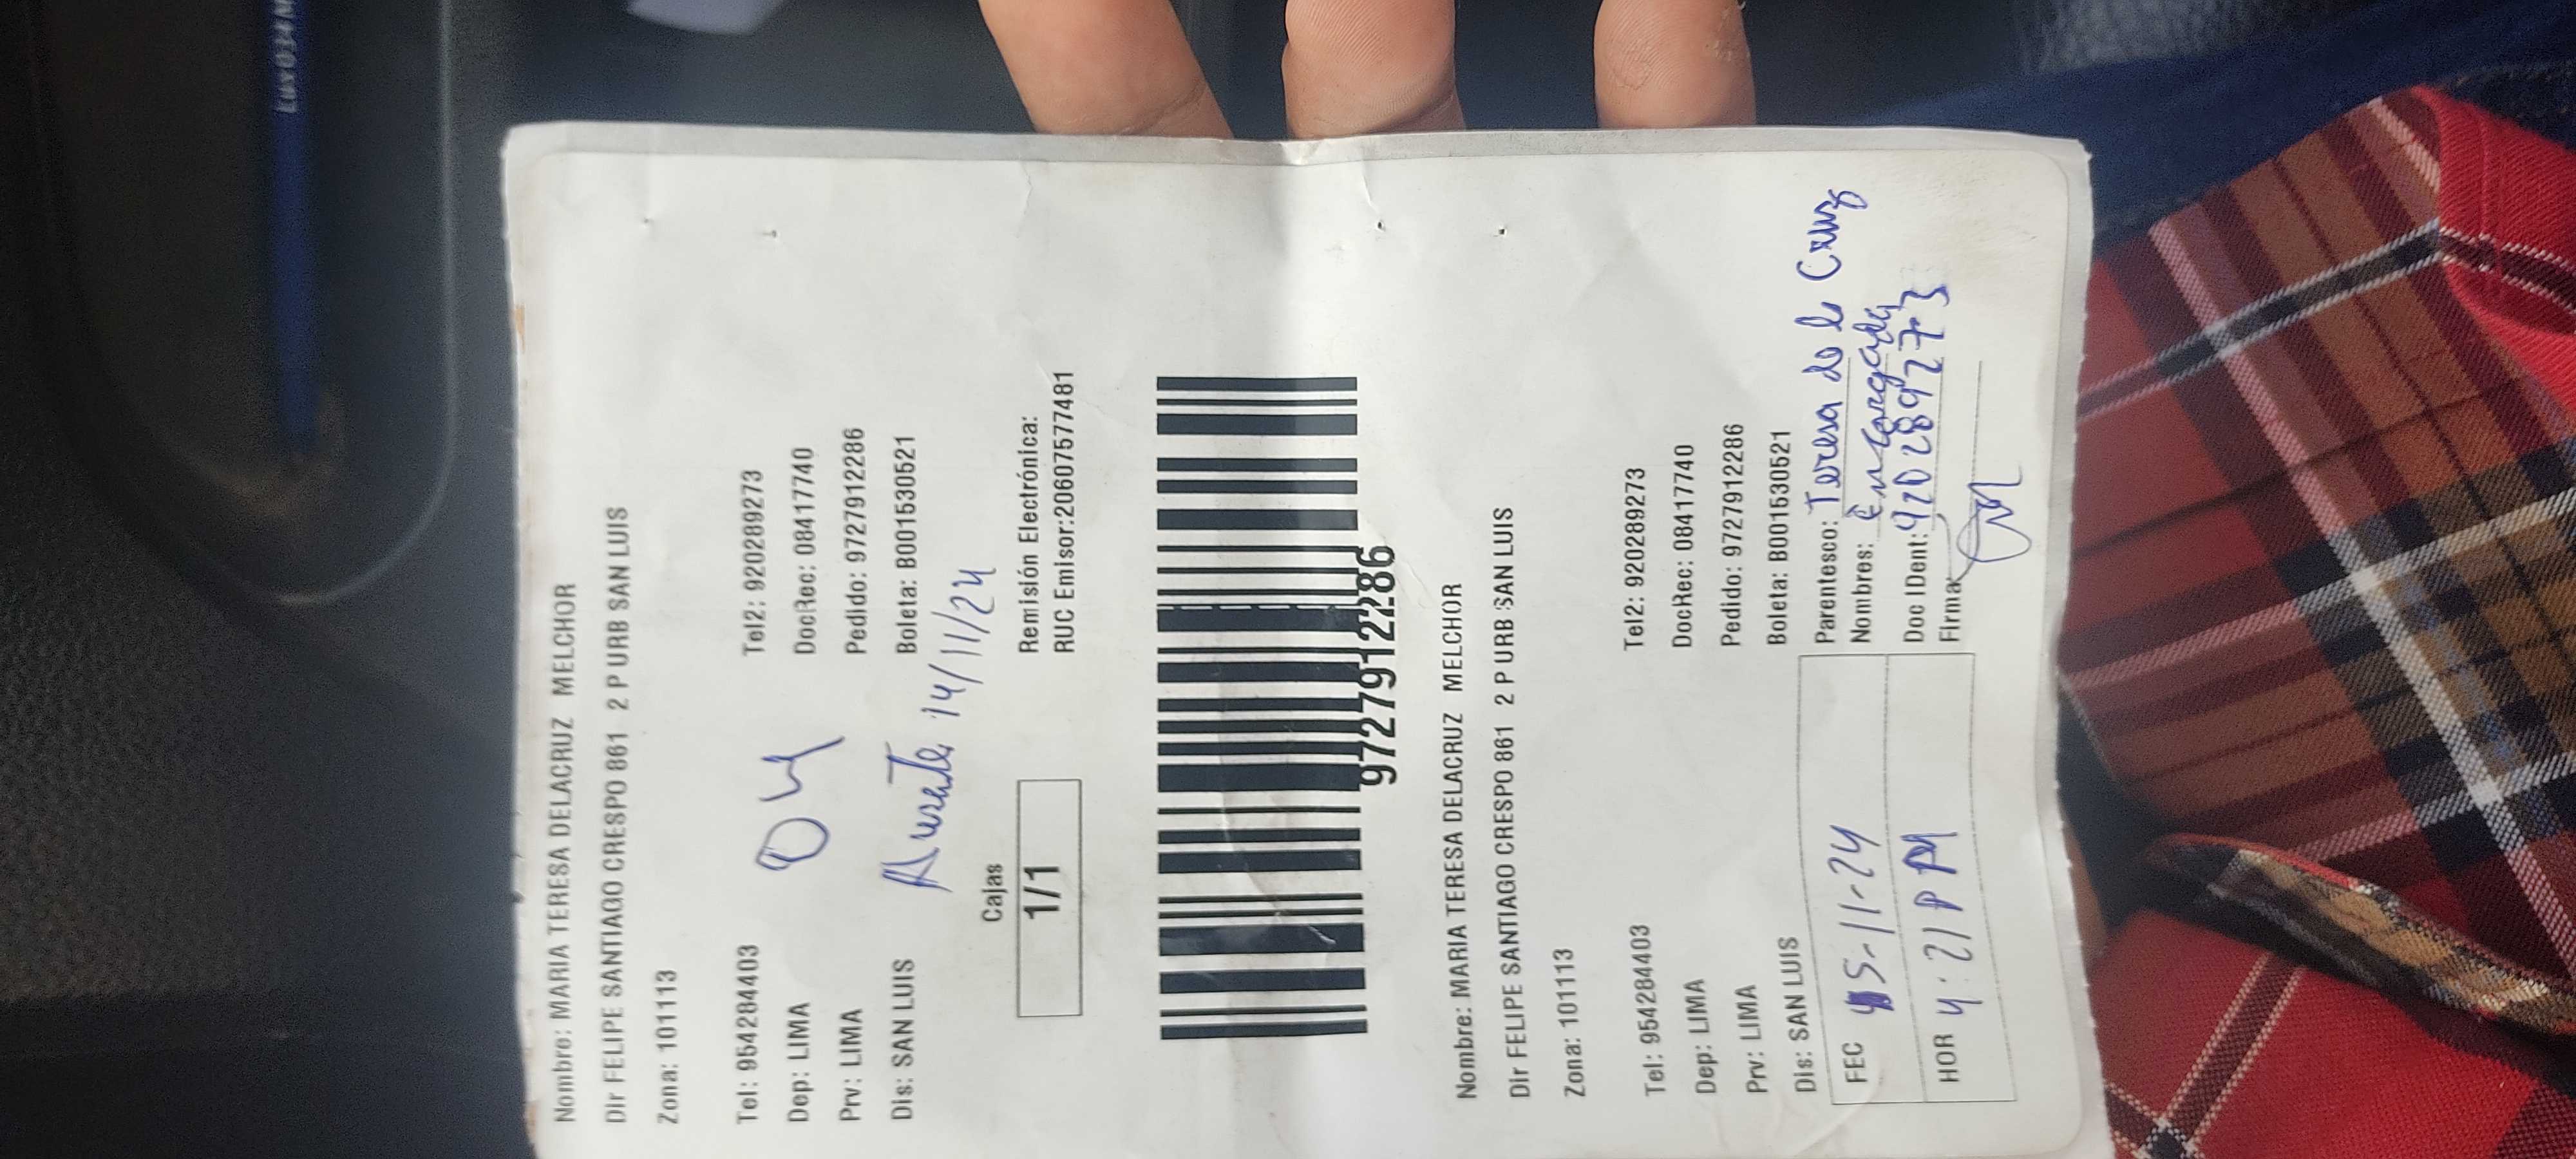 Nombre: MARIA TERESA DELACRUZ MELCHOR
Dir FELIPE SANTIAGO CRESPO 861 2 P URB SAN LUIS
Zona: 101113
Tel: 954284403 Tel2: 920289273
Dep: LIMA DocRec: 08417740
Prv: LIMA Pedido: 9727912286
Dis: SAN LUIS Boleta: B001530521
Ausente 14/11/24
Cajas
1/1
Remisión Electrónica:
RUC Emisor:20607577481
9727912286
Nombre: MARIA TERESA DELACRUZ MELCHOR
Dir FELIPE SANTIAGO CRESPO 861 2 P URB SAN LUIS
Zona: 101113
Tel: 954284403 Tel2: 920289273
Dep: LIMA DocRec: 08417740
Prv: LIMA Pedido: 9727912286
Dis: SAN LUIS Boleta: B001530521
FEC 15-11-24
HOR 4:21 PM
Parentesco: Teresa de l Cruz
Nombres: Encargada
Doc IDent: 920289273
Firma